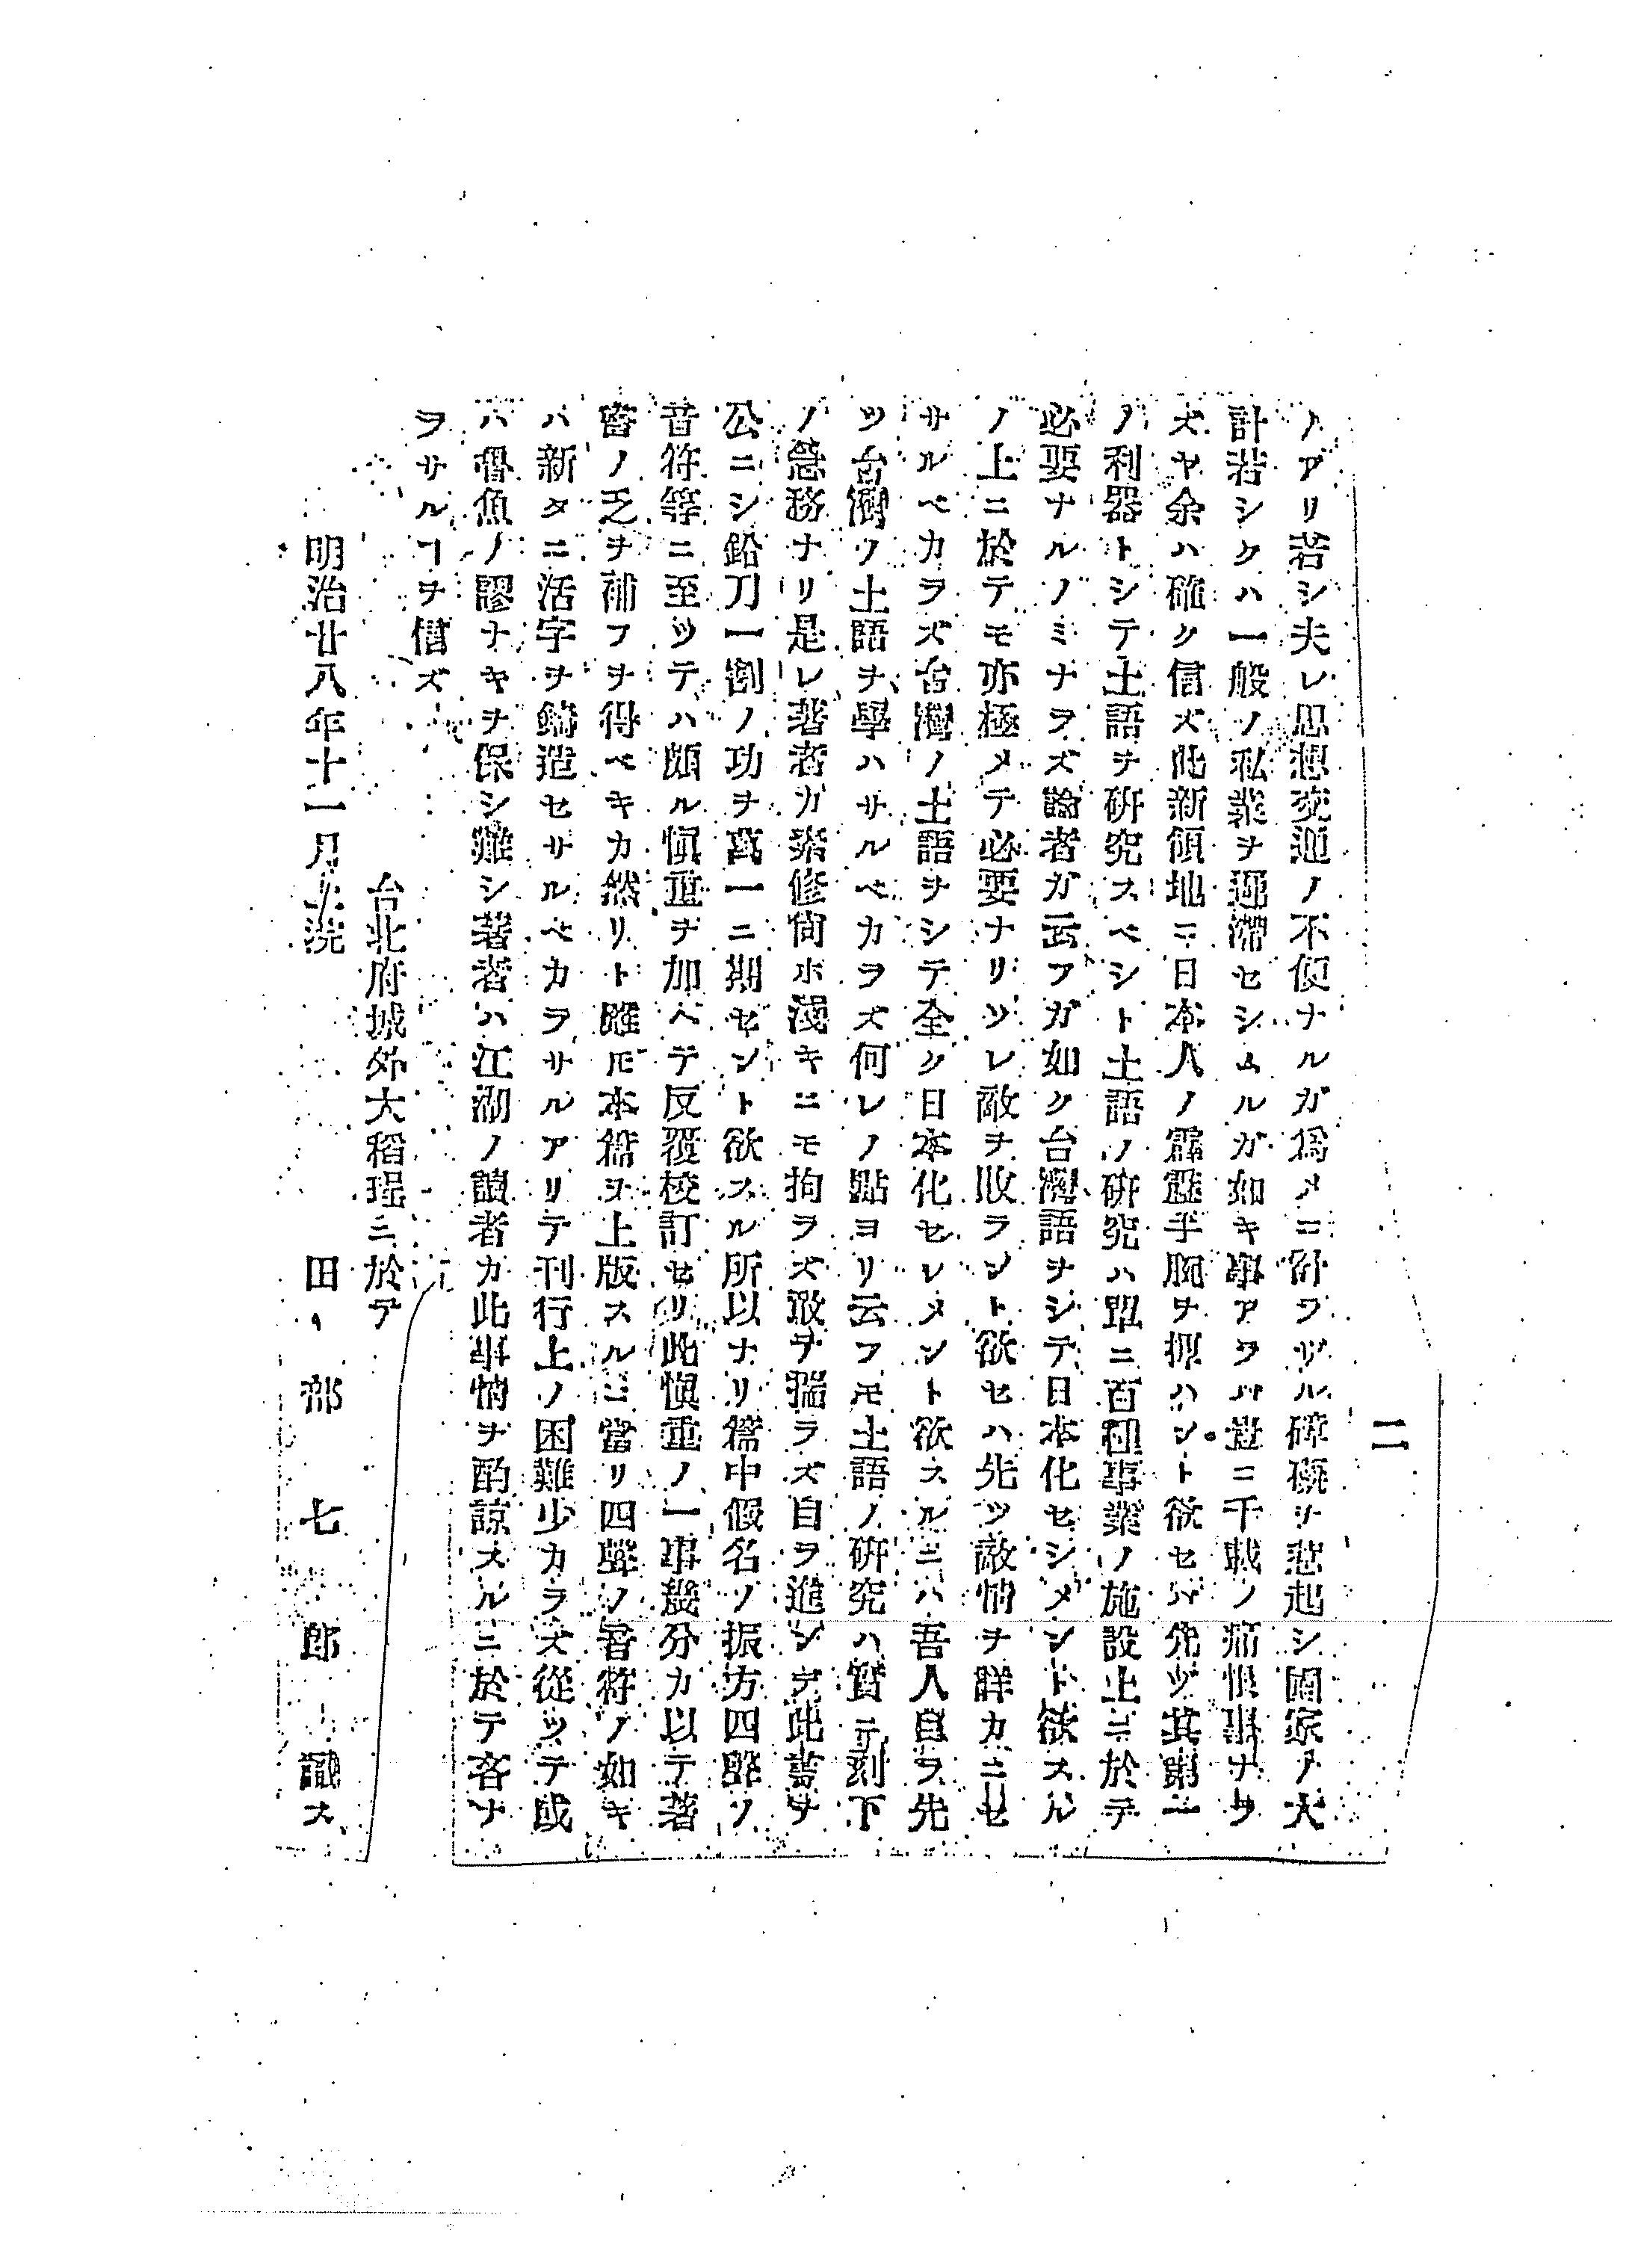 二
ノアリ若シ夫レ思想交通ノ不便ナルガ爲メニ計ワザル碍礙ヲ惹起シ國家ノ大
計若シクハ一般ノ私業ヲ遲滯セシムルガ如キ事アワハ豈ニ千載ノ痛恨事ナラ
ズヤ余ハ確ク信ズ此新領地ニ日本人ノ霹靂手腕ヲ揮ハント欲セハ先ヅ其第一
ノ利器トシテ土語ヲ硏究スベシト土語ノ硏究ハ單ニ百種事業ノ施設上ニ於テ
必要ナルノミナラズ論者ガ云フガ如ク台灣語ヲシテ日本化セシメント欲スル
ノ上ニ於テモ亦極メテ必要ナリソレ敵ヲ敗ラント欲セハ先ツ敵情ヲ詳カニセ
サルベカラズ台灣ノ土語ヲシテ全ク日本化セシメント欲スルニハ吾人自ラ先
ツ台灣ノ土語ヲ學ハサルベカラズ何レノ點ヨリ云フモ土語ノ硏究ハ實ニ刻下
ノ急務ナリ是レ著者ガ素修尙ホ淺キニモ拘ラズ敢ヲ揣ラズ自ヲ進ンデ此書ヲ
公ニシ鉛刀一割ノ功ヲ萬一ニ期セント欲スル所以ナリ篇中假名ノ振方四聲ノ
音符等ニ至ツテハ頗ル愼重ヲ加ヘテ反覆校訂セリ此愼重ノ一事幾分カ以テ著
書ノ乏ヲ補フヲ得ベキカ然リト雖モ本篇ヲ上版スルニ當リ四聲ノ音符ノ如キ
ハ新タニ活字ヲ鑄造セサルベカラサルアリテ刊行上ノ困難少カラズ從ツテ或
ハ魯魚ノ謬ナキヲ保シ難シ著者ハ江湖ノ讀者カ此事情ヲ酌諒スルニ於テ吝ナ
ラサルヿヲ信ズ
台北府城外大稻埕ニ於テ
明治廿八年十一月上浣 田部七郎識ス